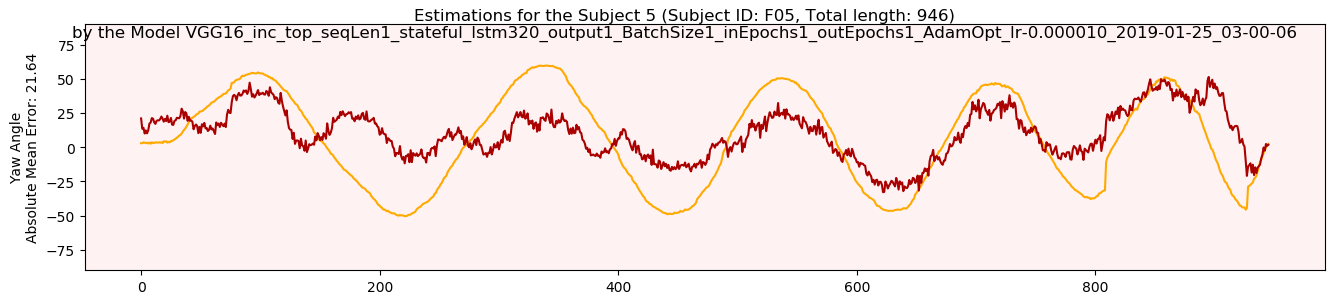 Estimations for the Subject 5 (Subject ID: F05, Total length: 946)
by the Model VGG16_inc_top_seqLen1_stateful_lstm320_output1_BatchSize1_inEpochs1_outEpochs1_AdamOpt_lr-0.000010_2019-01-25_03-00-06
Yaw Angle
Absolute Mean Error: 21.64
75
50
25
0
−25
−50
−75
0 200 400 600 800